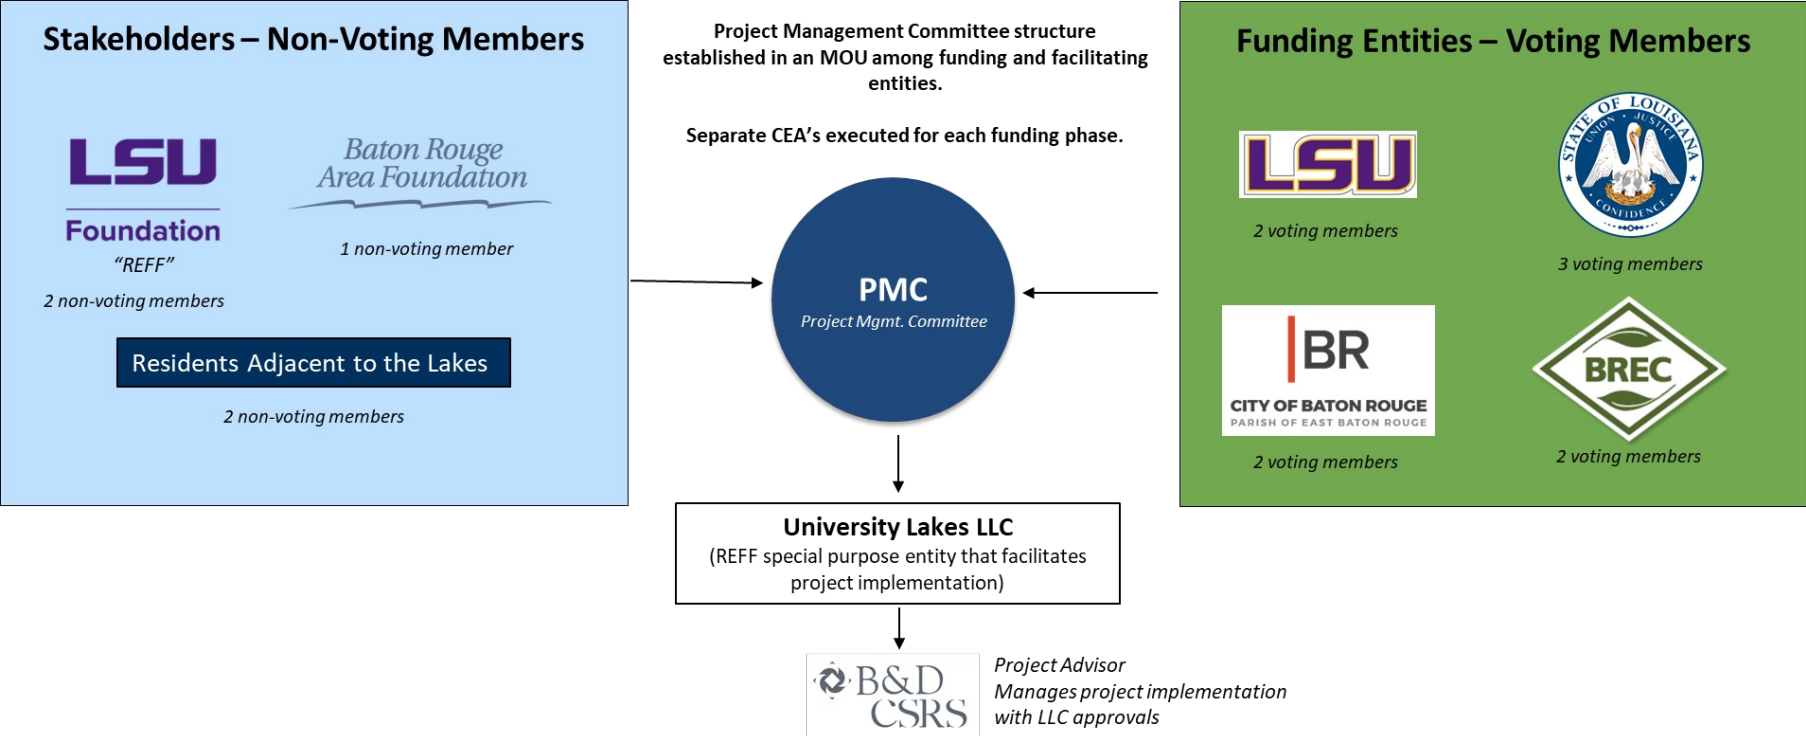 Stakeholders – Non-Voting Members
LSU
Foundation
“REFF”
2 non-voting members
Baton Rouge
Area Foundation
1 non-voting member
Residents Adjacent to the Lakes
2 non-voting members
Project Management Committee structure
established in an MOU among funding and facilitating
entities.
Separate CEA’s executed for each funding phase.
PMC
Project Mgmt. Committee
University Lakes LLC
(REFF special purpose entity that facilitates
project implementation)
B&D
CSRS
Project Advisor
Manages project implementation
with LLC approvals
Funding Entities – Voting Members
LSU
2 voting members
STATE OF LOUISIANA
UNION · JUSTICE
CONFIDENCE
3 voting members
BR
CITY OF BATON ROUGE
PARISH OF EAST BATON ROUGE
2 voting members
BREC
2 voting members